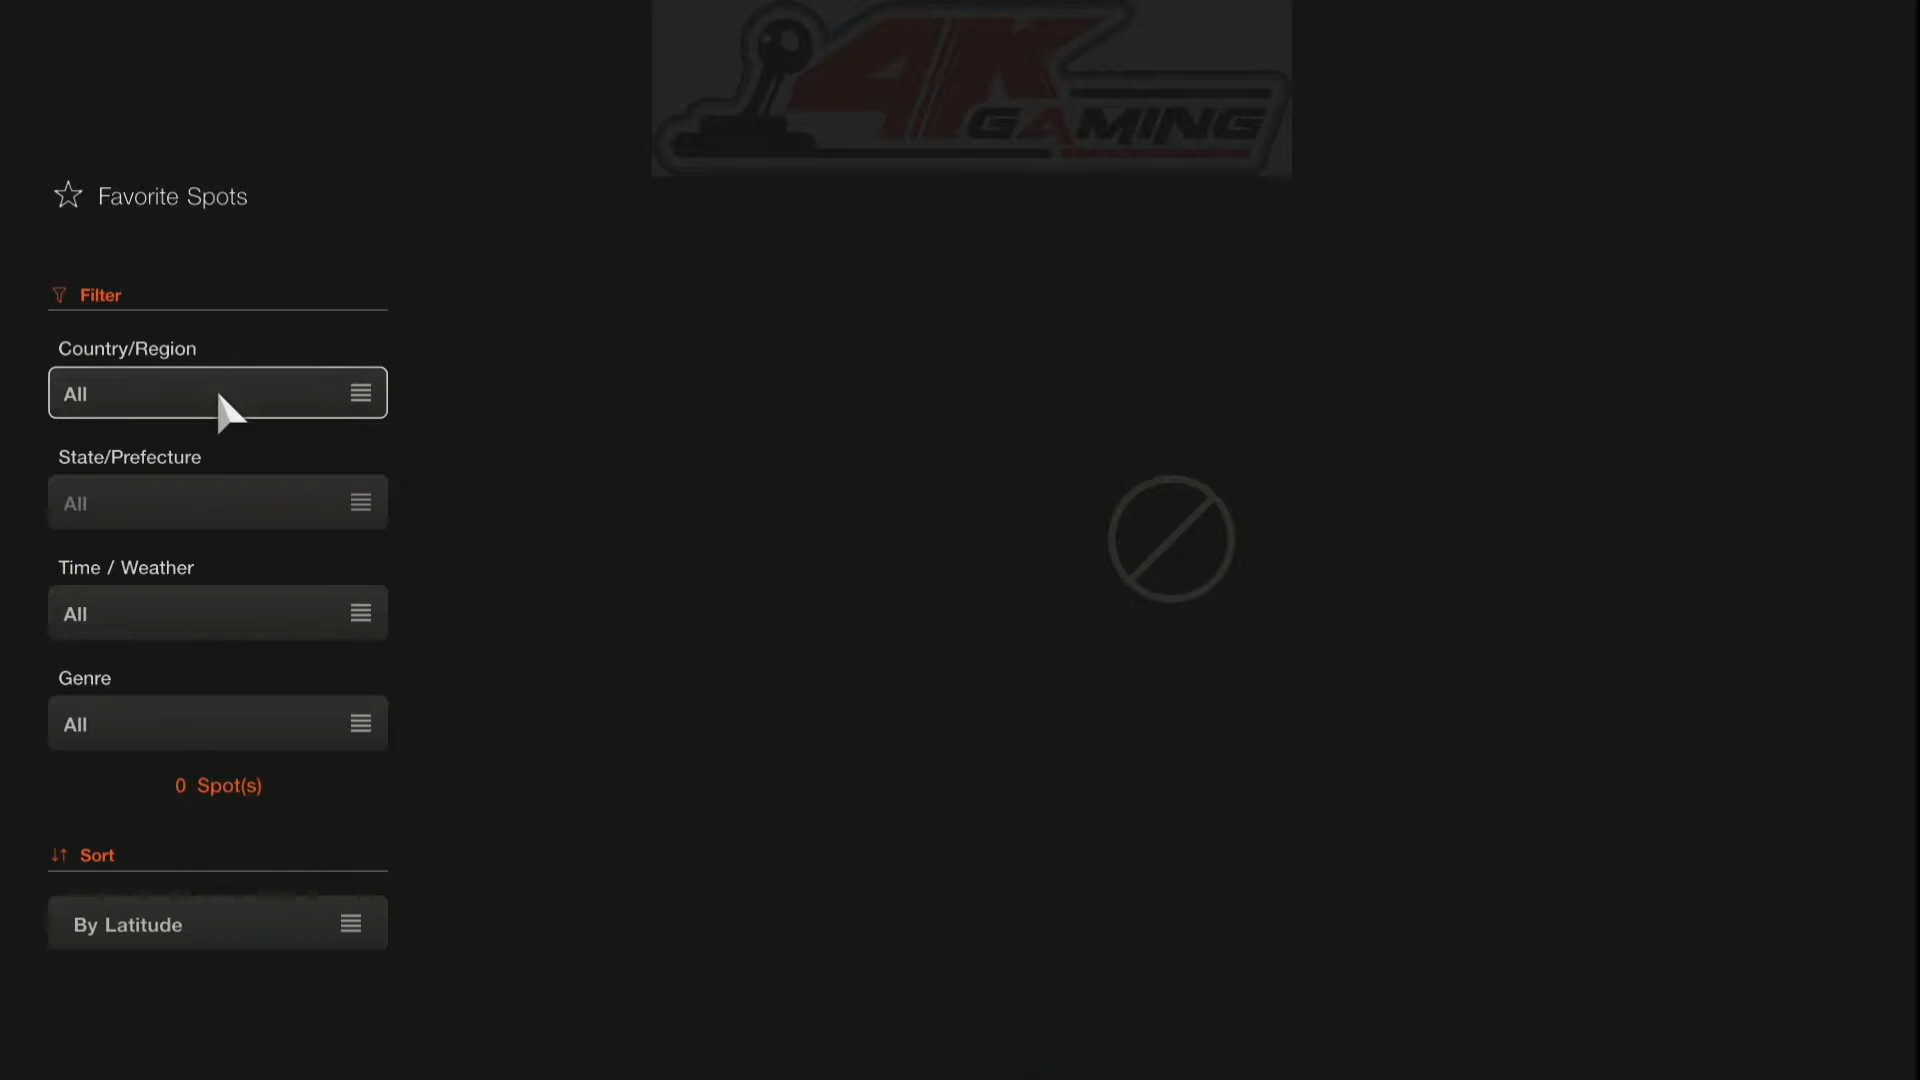 4K
GAMING
Favorite Spots
Filter
Country/Region
All
State/Prefecture
All
Time / Weather
All
Genre
All
0 Spot(s)
Sort
By Latitude